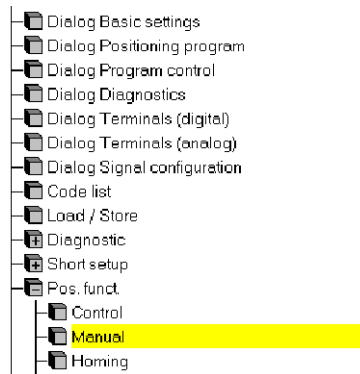 Dialog Basic settings
Dialog Positioning program
Dialog Program control
Dialog Diagnostics
Dialog Terminals (digital)
Dialog Terminals (analog)
Dialog Signal configuration
Code list
Load / Store
Diagnostic
Short setup
Pos. funct.
Control
Manual
Homing